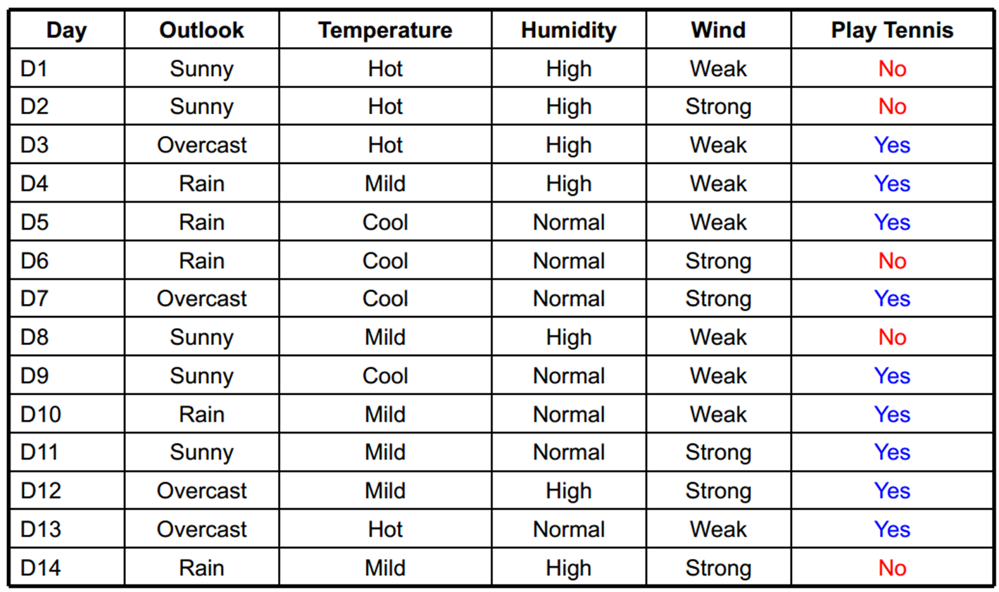 Day Outlook Temperature Humidity Wind Play Tennis
D1 Sunny Hot High Weak No
D2 Sunny Hot High Strong No
D3 Overcast Hot High Weak Yes
D4 Rain Mild High Weak Yes
D5 Rain Cool Normal Weak Yes
D6 Rain Cool Normal Strong No
D7 Overcast Cool Normal Strong Yes
D8 Sunny Mild High Weak No
D9 Sunny Cool Normal Weak Yes
D10 Rain Mild Normal Weak Yes
D11 Sunny Mild Normal Strong Yes
D12 Overcast Mild High Strong Yes
D13 Overcast Hot Normal Weak Yes
D14 Rain Mild High Strong No